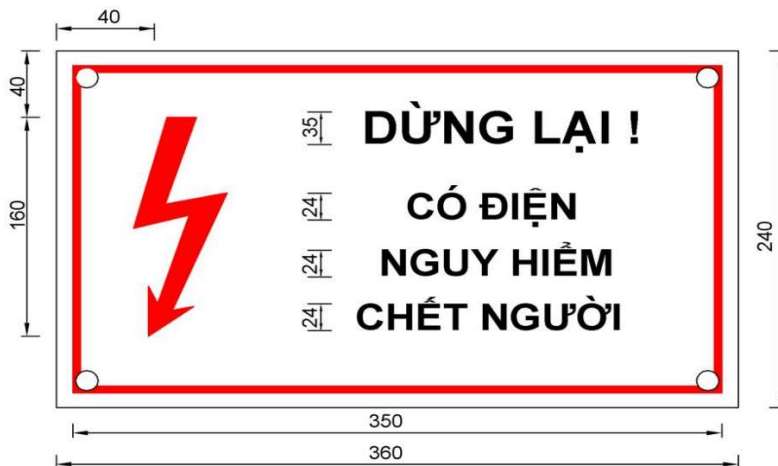 40
40
160
35
DỪNG LẠI !
24
CÓ ĐIỆN
24
NGUY HIỂM
24
CHẾT NGƯỜI
240
350
360